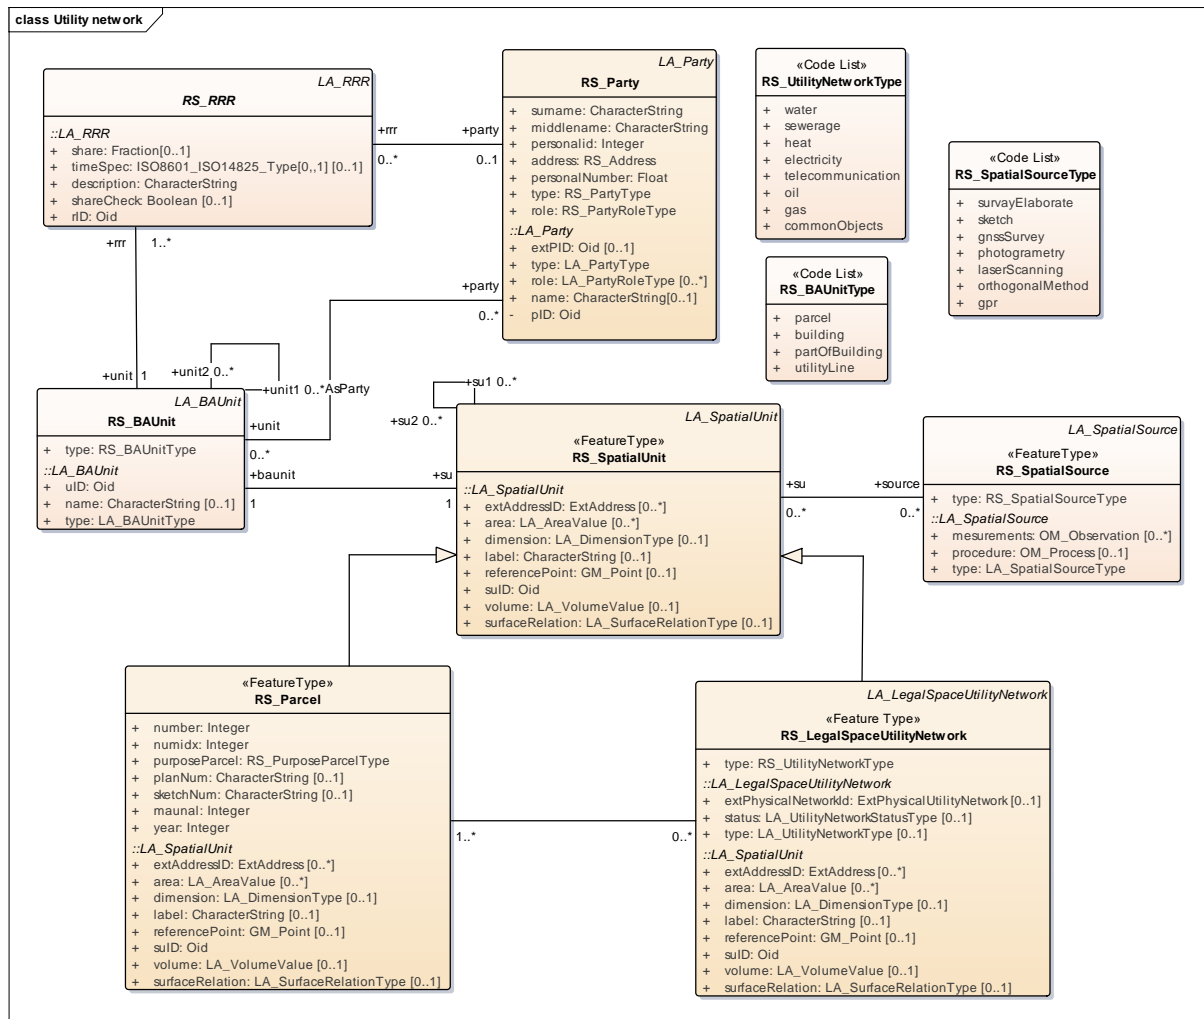 class Utility network
LA_RRR
RS_RRR
::LA_RRR
+ share: Fraction[0..1]
+ timeSpec: ISO8601_ISO14825_Type[0,,1] [0..1]
+ description: CharacterString
+ shareCheck: Boolean [0..1]
+ rID: Oid
+rrr
0..*
+party
0..1
LA_Party
RS_Party
+ surname: CharacterString
+ middlename: CharacterString
+ personalid: Integer
+ address: RS_Address
+ personalNumber: Float
+ type: RS_PartyType
+ role: RS_PartyRoleType
::LA_Party
+ extPID: Oid [0..1]
+ type: LA_PartyType
+ role: LA_PartyRoleType [0..*]
+ name: CharacterString[0..1]
- pID: Oid
«Code List»
RS_UtilityNetworkType
+ water
+ sewerage
+ heat
+ electricity
+ telecommunication
+ oil
+ gas
+ commonObjects
«Code List»
RS_SpatialSourceType
+ survayElaborate
+ sketch
+ gnssSurvey
+ photogrametry
+ laserScanning
+ orthogonalMethod
+ gpr
«Code List»
RS_BAUnitType
+ parcel
+ building
+ partOfBuilding
+ utilityLine
+rrr 1..*
+party
0..*
+unit2 0..*
+unit1 0..*
AsParty
+unit 1
LA_BAUnit
RS_BAUnit
+ type: RS_BAUnitType
::LA_BAUnit
+ uID: Oid
+ name: CharacterString [0..1]
+ type: LA_BAUnitType
+unit
0..*
+baunit
1
+su
1
+su1 0..*
+su2 0..*
LA_SpatialUnit
«FeatureType»
RS_SpatialUnit
::LA_SpatialUnit
+ extAddressID: ExtAddress [0..*]
+ area: LA_AreaValue [0..*]
+ dimension: LA_DimensionType [0..1]
+ label: CharacterString [0..1]
+ referencePoint: GM_Point [0..1]
+ suID: Oid
+ volume: LA_VolumeValue [0..1]
+ surfaceRelation: LA_SurfaceRelationType [0..1]
+su
0..*
+source
0..*
LA_SpatialSource
«FeatureType»
RS_SpatialSource
+ type: RS_SpatialSourceType
::LA_SpatialSource
+ mesurements: OM_Observation [0..*]
+ procedure: OM_Process [0..1]
+ type: LA_SpatialSourceType
«FeatureType»
RS_Parcel
+ number: Integer
+ numidx: Integer
+ purposeParcel: RS_PurposeParcelType
+ planNum: CharacterString [0..1]
+ sketchNum: CharacterString [0..1]
+ maunal: Integer
+ year: Integer
::LA_SpatialUnit
+ extAddressID: ExtAddress [0..*]
+ area: LA_AreaValue [0..*]
+ dimension: LA_DimensionType [0..1]
+ label: CharacterString [0..1]
+ referencePoint: GM_Point [0..1]
+ suID: Oid
+ volume: LA_VolumeValue [0..1]
+ surfaceRelation: LA_SurfaceRelationType [0..1]
1..*
0..*
LA_LegalSpaceUtilityNetwork
«Feature Type»
RS_LegalSpaceUtilityNetwork
+ type: RS_UtilityNetworkType
::LA_LegalSpaceUtilityNetwork
+ extPhysicalNetworkId: ExtPhysicalUtilityNetwork [0..1]
+ status: LA_UtilityNetworkStatusType [0..1]
+ type: LA_UtilityNetworkType [0..1]
::LA_SpatialUnit
+ extAddressID: ExtAddress [0..*]
+ area: LA_AreaValue [0..*]
+ dimension: LA_DimensionType [0..1]
+ label: CharacterString [0..1]
+ referencePoint: GM_Point [0..1]
+ suID: Oid
+ volume: LA_VolumeValue [0..1]
+ surfaceRelation: LA_SurfaceRelationType [0..1]